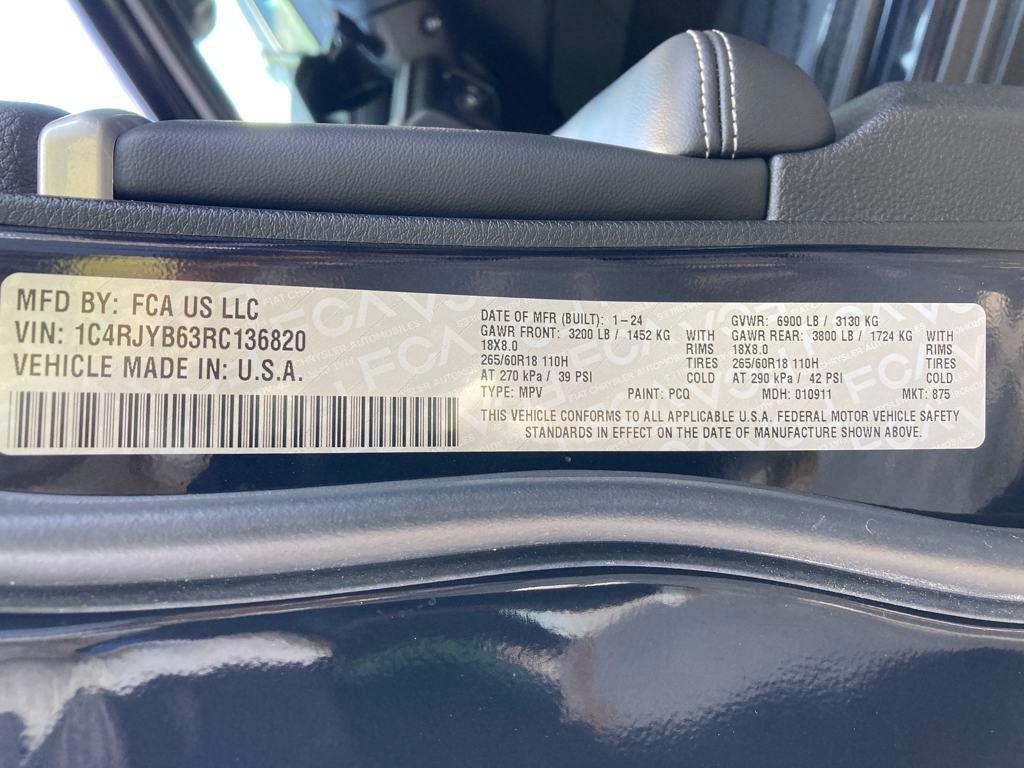 MFD BY: FCA US LLC
VIN: 1C4RJYB63RC136820
VEHICLE MADE IN: U.S.A.
DATE OF MFR (BUILT): 1-24 GVWR: 6900 LB / 3130 KG
GAWR FRONT: 3200 LB / 1452 KG WITH GAWR REAR: 3800 LB / 1724 KG WITH
18X8.0 RIMS 18X8.0 RIMS
265/60R18 110H TIRES 265/60R18 110H TIRES
AT 270 kPa / 39 PSI COLD AT 290 kPa / 42 PSI COLD
TYPE: MPV PAINT: PCQ MDH: 010911 MKT: 875
THIS VEHICLE CONFORMS TO ALL APPLICABLE U.S.A. FEDERAL MOTOR VEHICLE SAFETY
STANDARDS IN EFFECT ON THE DATE OF MANUFACTURE SHOWN ABOVE.